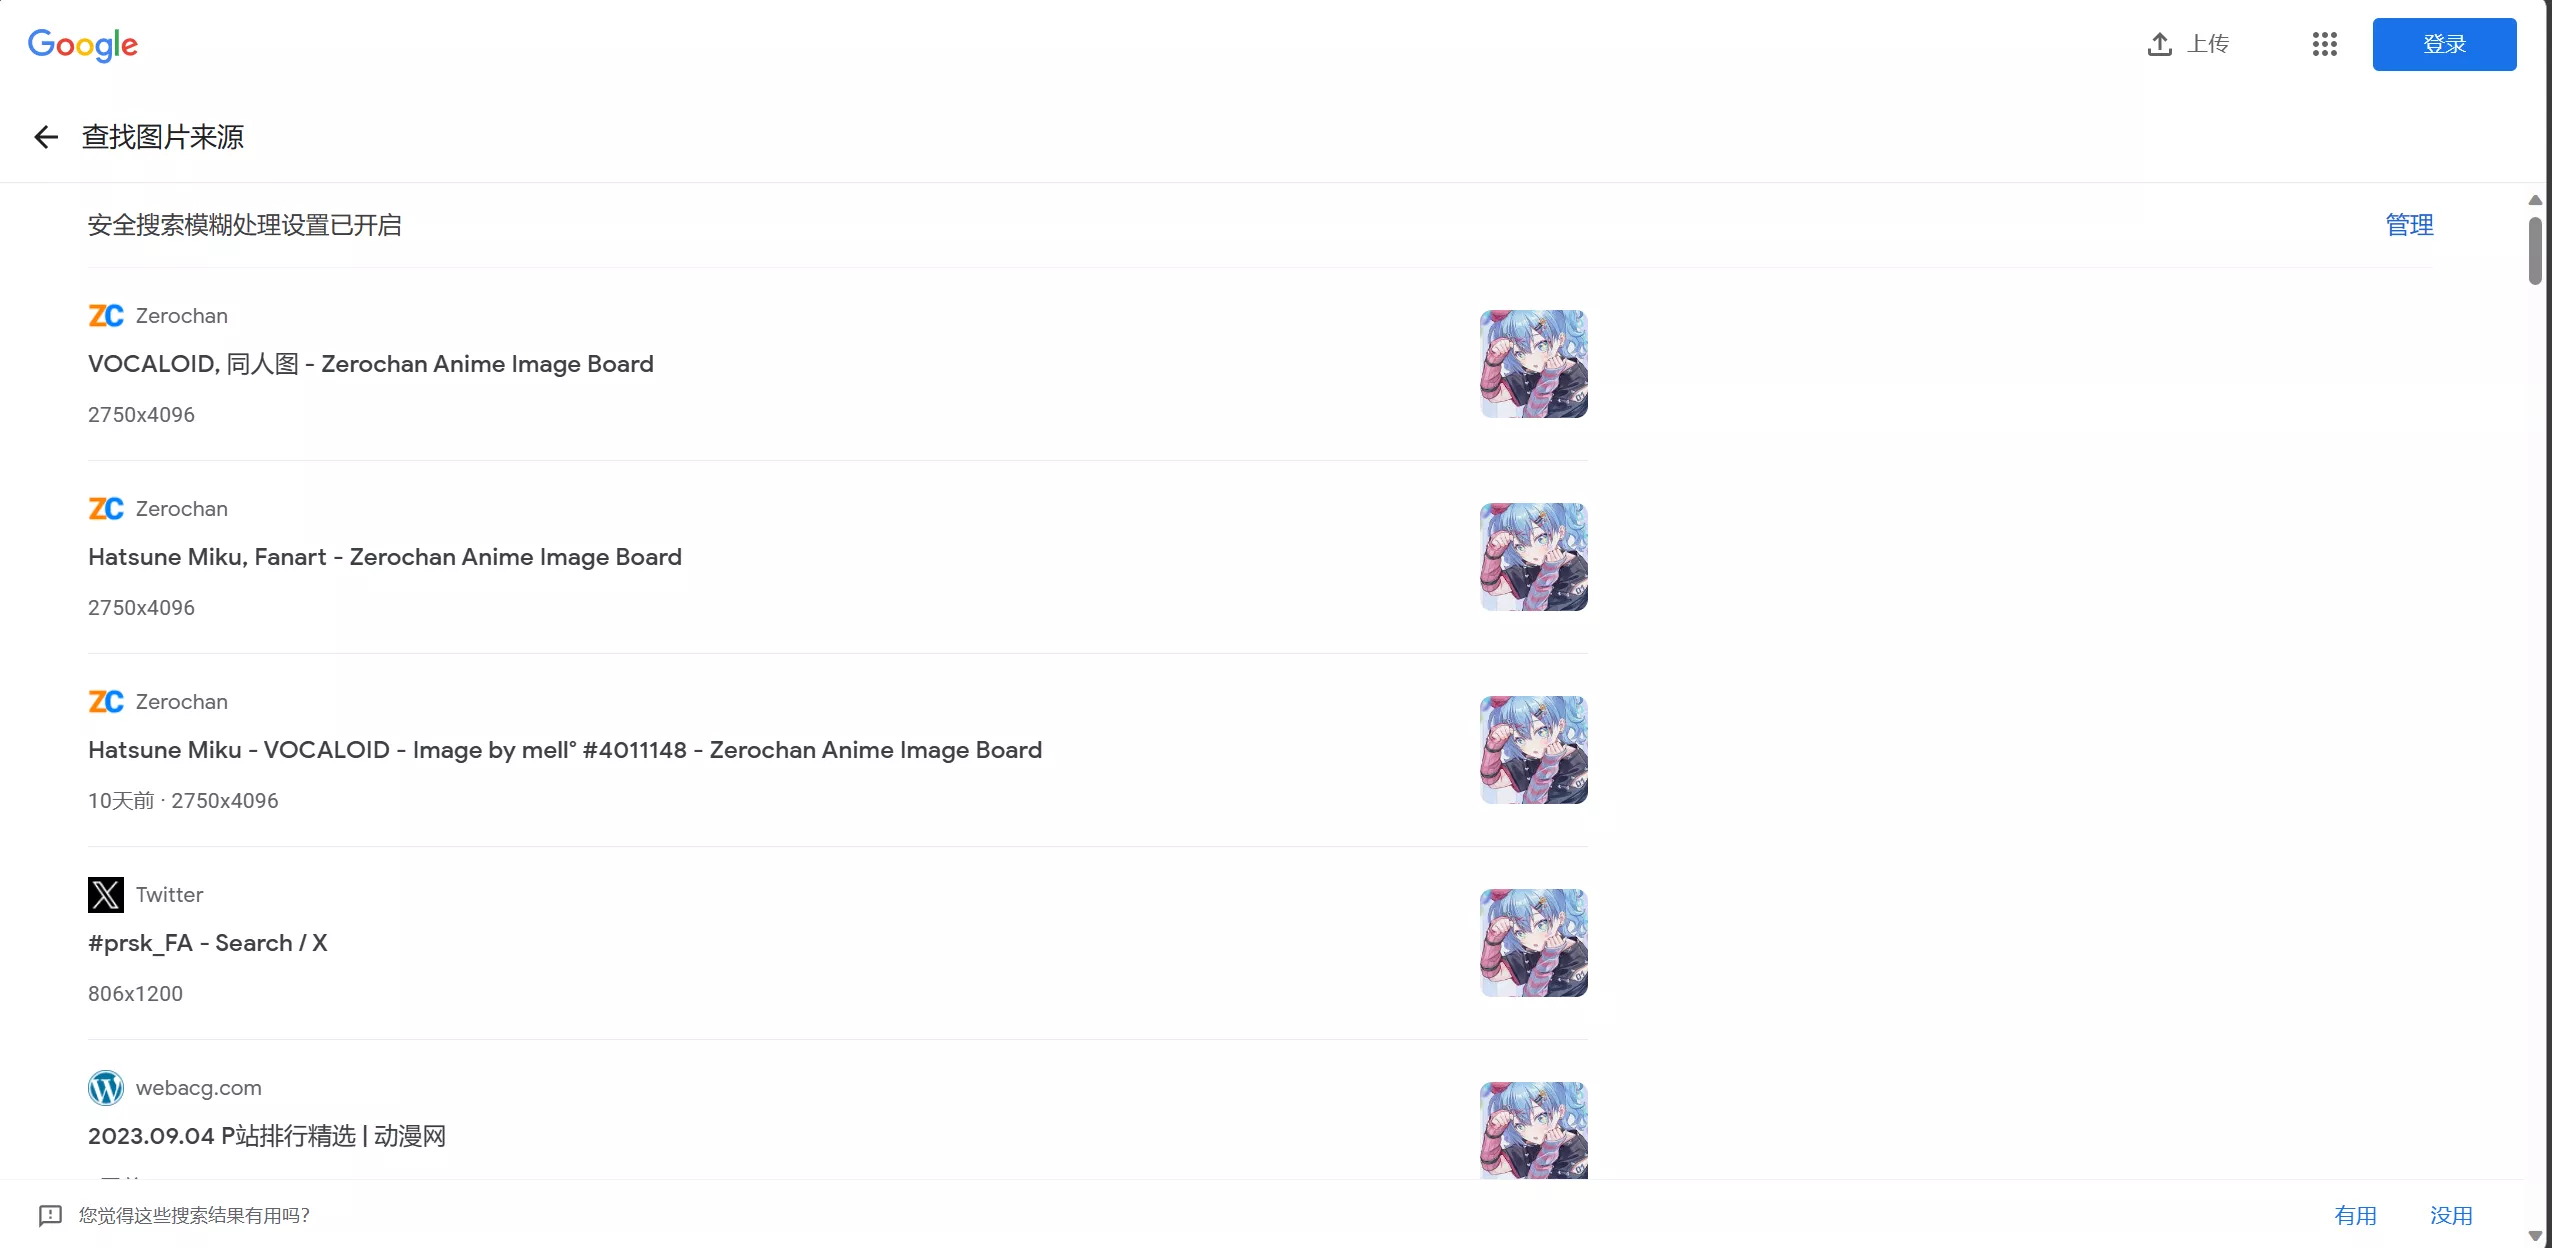 Google
上传
登录
查找图片来源
安全搜索模糊处理设置已开启
管理
ZC Zerochan
VOCALOID, 同人图 - Zerochan Anime Image Board
2750x4096
ZC Zerochan
Hatsune Miku, Fanart - Zerochan Anime Image Board
2750x4096
ZC Zerochan
Hatsune Miku - VOCALOID - Image by mell° #4011148 - Zerochan Anime Image Board
10天前 · 2750x4096
Twitter
#prsk_FA - Search / X
806x1200
webacg.com
2023.09.04 P站排行精选 | 动漫网
您觉得这些搜索结果有用吗?
有用
没用